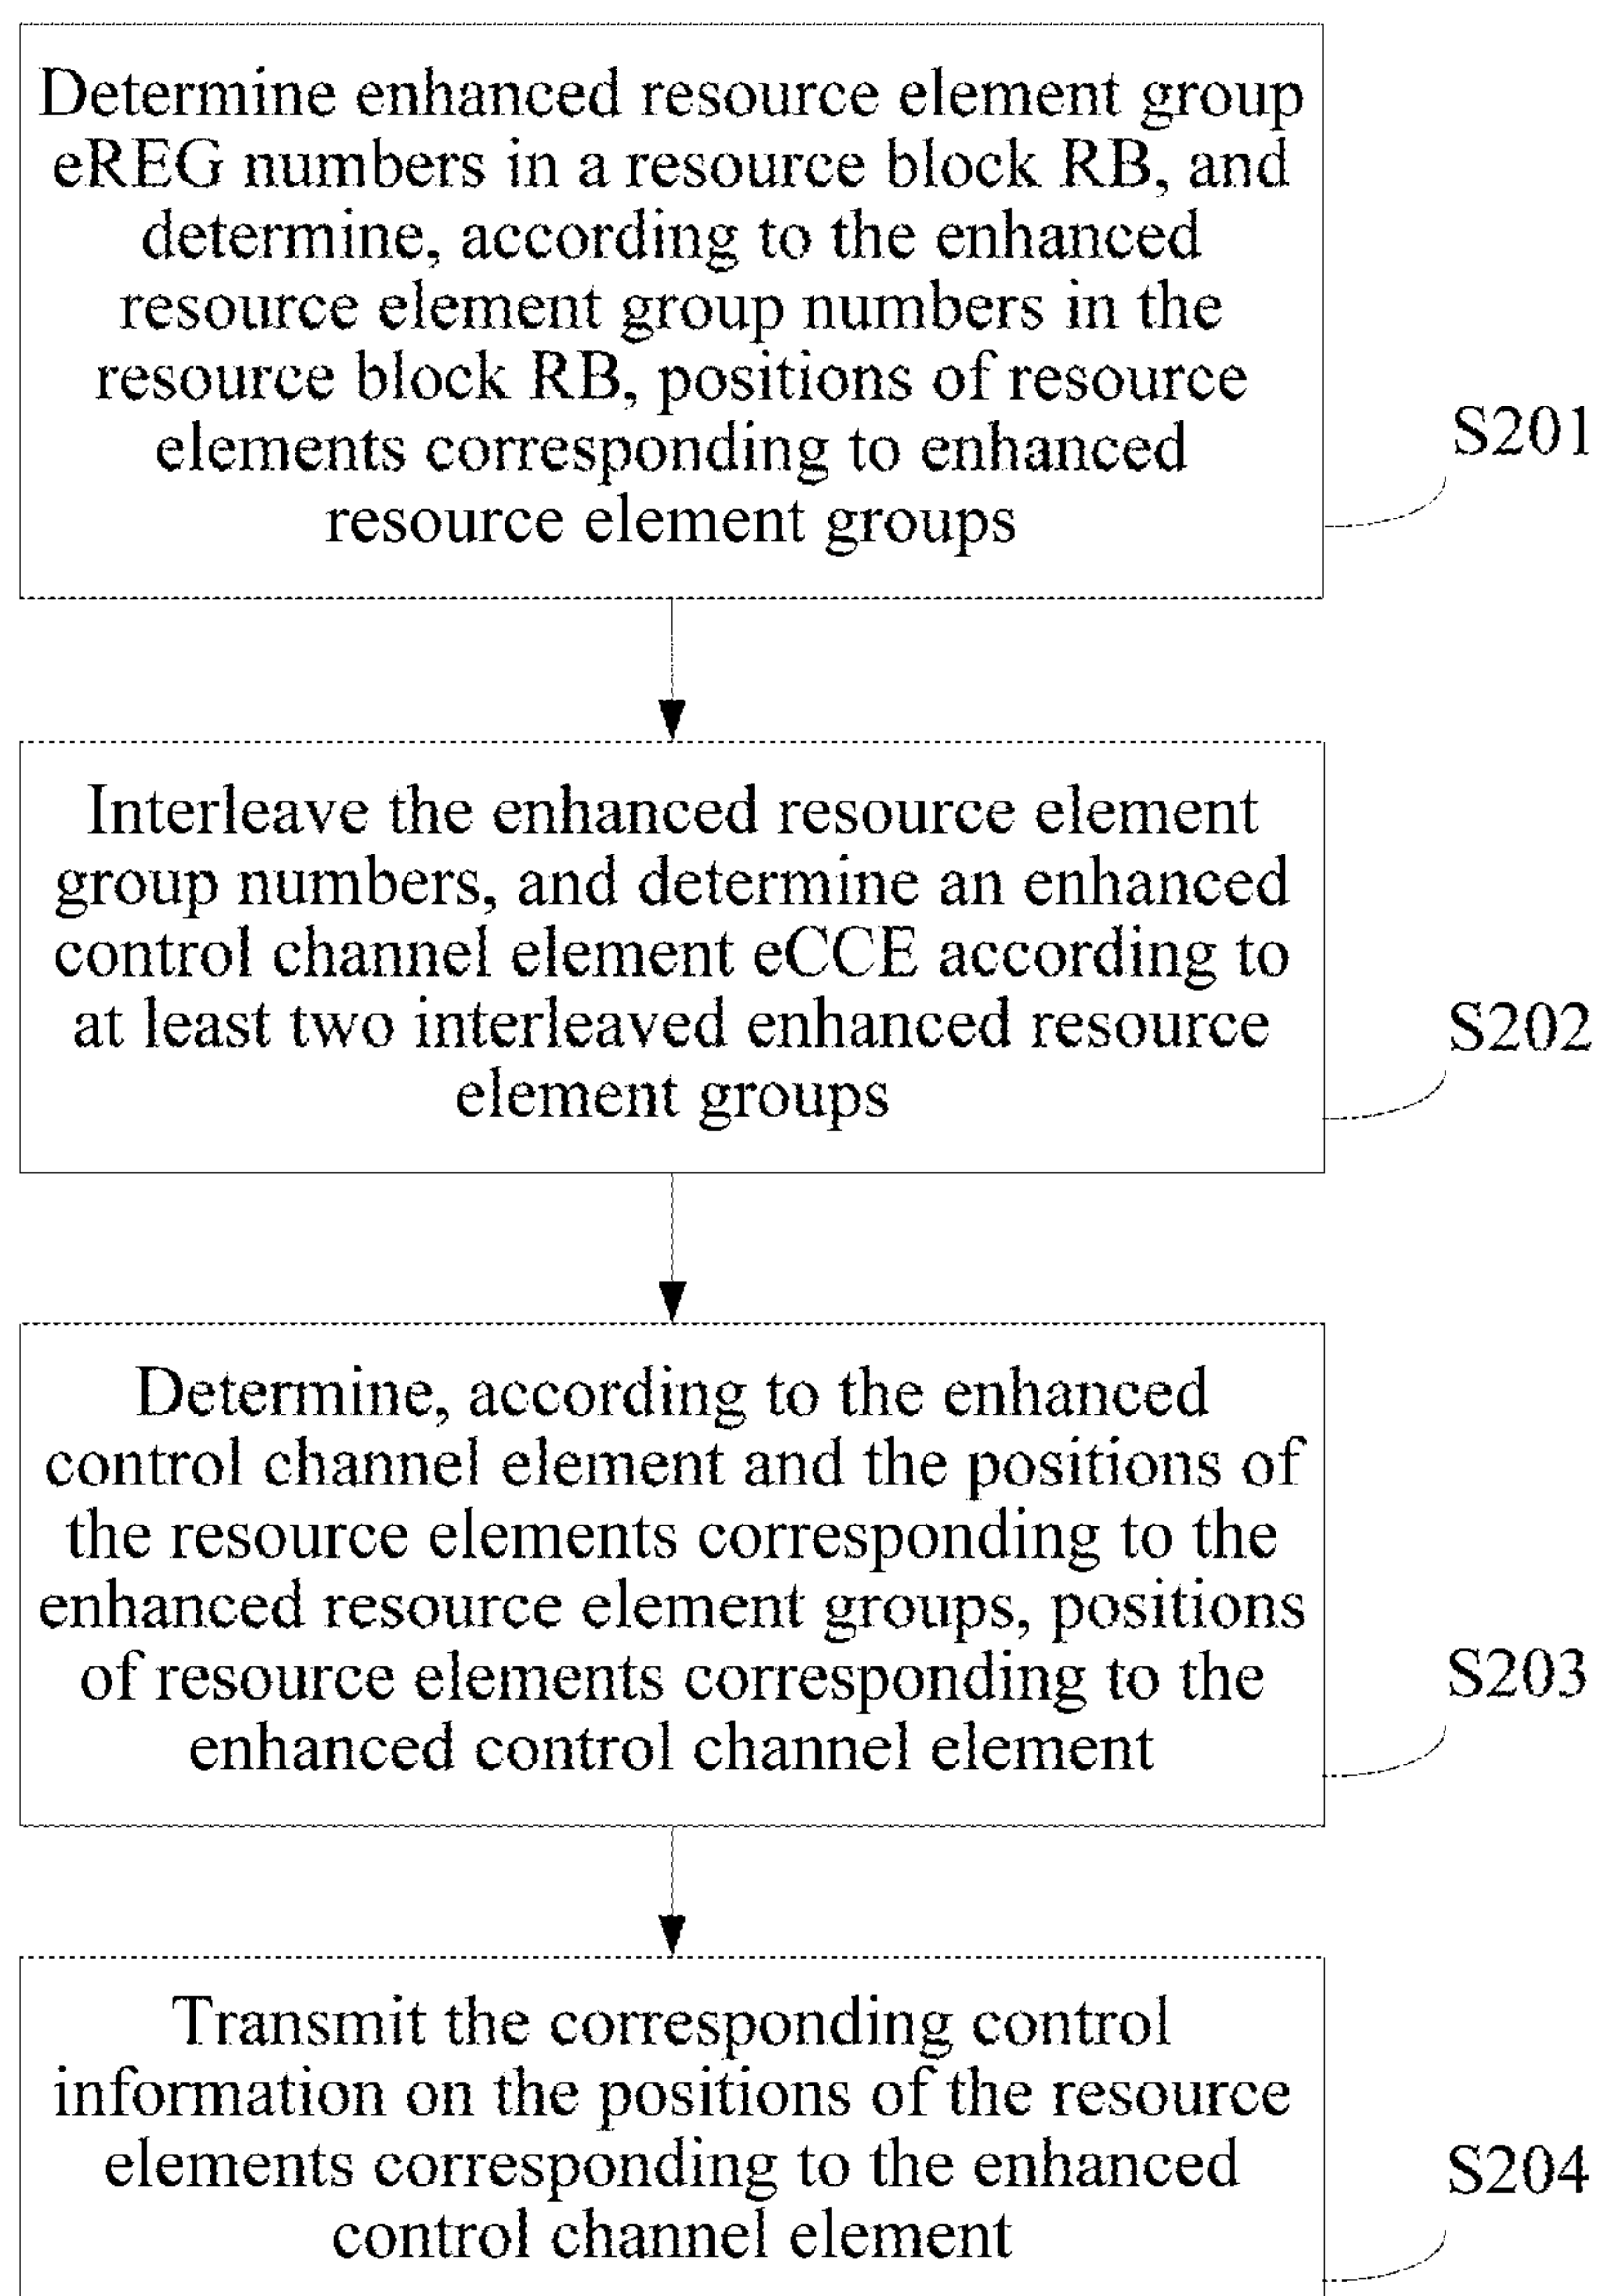 Determine enhanced resource element group
eREG numbers in a resource block RB, and
determine, according to the enhanced
resource element group numbers in the
resource block RB, positions of resource
elements corresponding to enhanced
resource element groups
S201
Interleave the enhanced resource element
group numbers, and determine an enhanced
control channel element eCCE according to
at least two interleaved enhanced resource
element groups
S202
Determine, according to the enhanced
control channel element and the positions of
the resource elements corresponding to the
enhanced resource element groups, positions
of resource elements corresponding to the
enhanced control channel element
S203
Transmit the corresponding control
information on the positions of the resource
elements corresponding to the enhanced
control channel element
S204